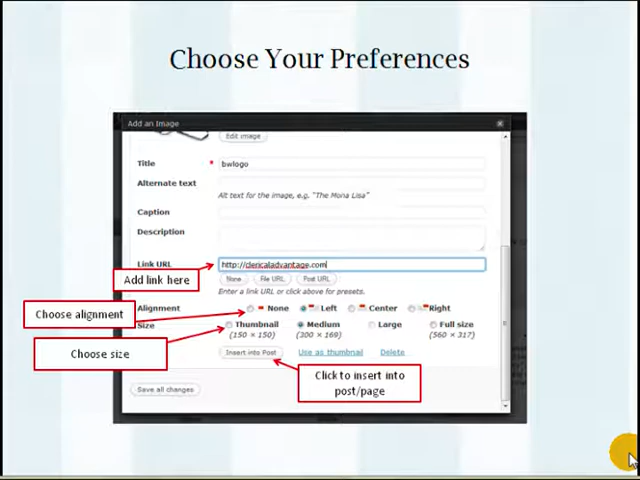 Choose Your Preferences
Add an Image
Edit image
Title * bwlogo
Alternate text
Alt text for the image, e.g. "The Mona Lisa"
Caption
Description
Link URL http://clericaladvantage.com
Add link here
None File URL Post URL
Enter a link URL or click above for presets.
Choose alignment
Alignment None Left Center Right
Size Thumbnail Medium Large Full size
(150 × 150) (300 × 169) (560 × 317)
Choose size
Insert into Post Use as thumbnail Delete
Click to insert into
post/page
Save all changes